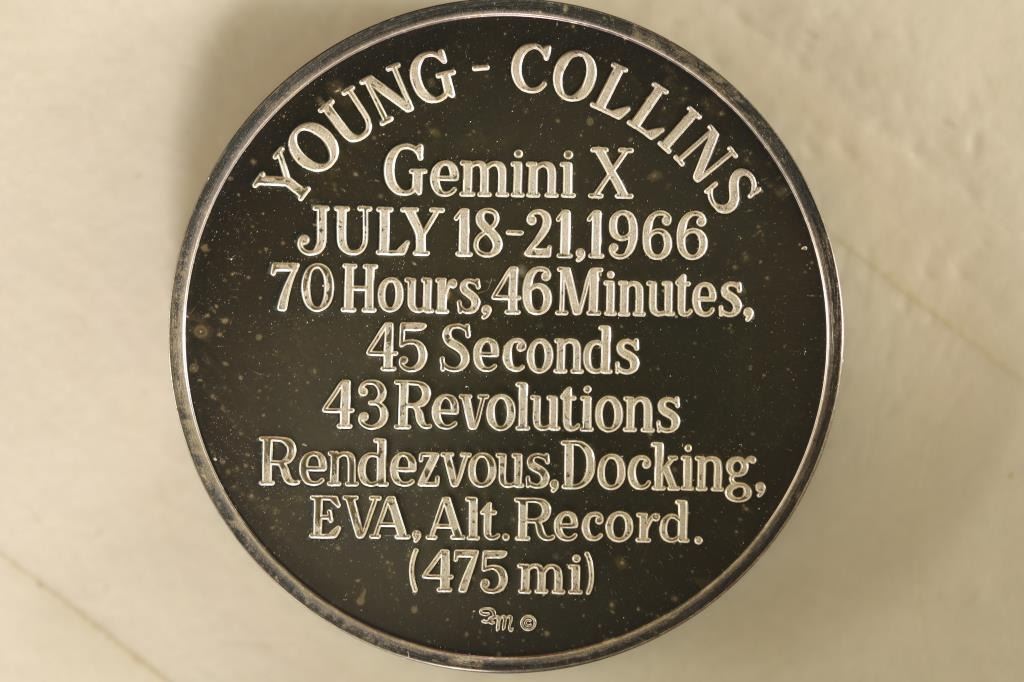 YOUNG - COLLINS
Gemini X
JULY 18-21,1966
70 Hours, 46 Minutes,
45 Seconds
43 Revolutions
Rendezvous, Docking,
EVA, Alt. Record.
(475 mi)
FM ©